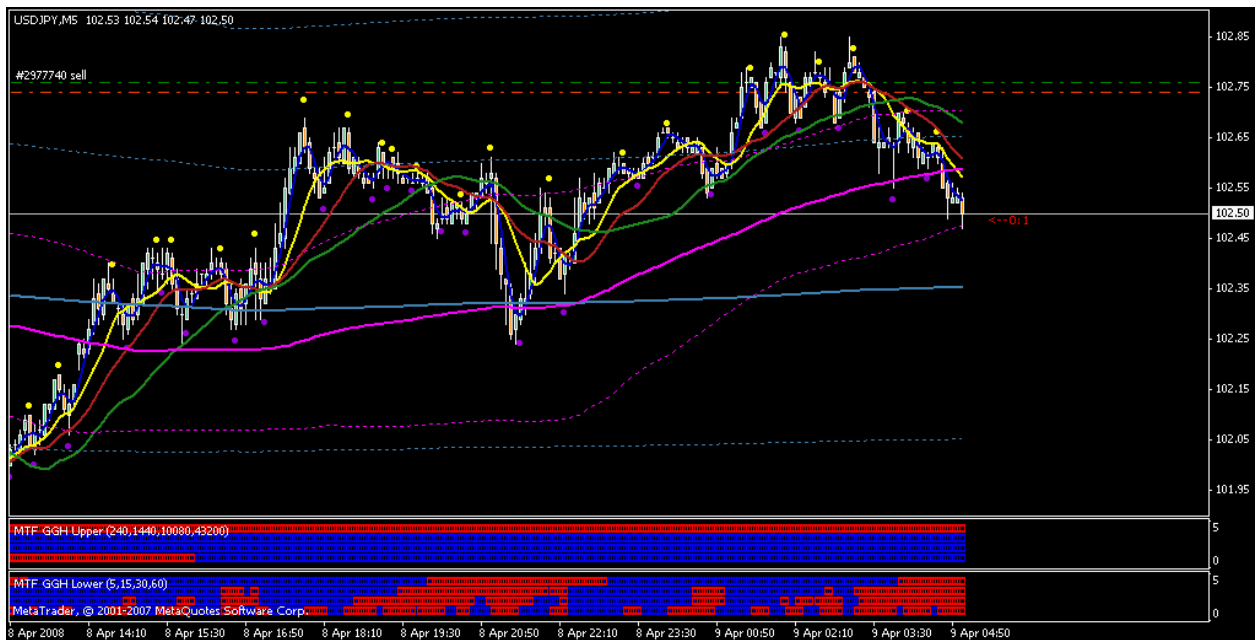 USDJPY,M5 102.53 102.54 102.47 102.50
102.85
#2977740 sell
102.75
102.65
102.55
102.50
<--0:1
102.45
102.35
102.25
102.15
102.05
101.95
MTF GGH Upper (240,1440,10080,43200)
5
0
MTF GGH Lower (5,15,30,60)
5
MetaTrader, © 2001-2007 MetaQuotes Software Corp.
0
8 Apr 2008 8 Apr 14:10 8 Apr 15:30 8 Apr 16:50 8 Apr 18:10 8 Apr 19:30 8 Apr 20:50 8 Apr 22:10 8 Apr 23:30 9 Apr 00:50 9 Apr 02:10 9 Apr 03:30 9 Apr 04:50